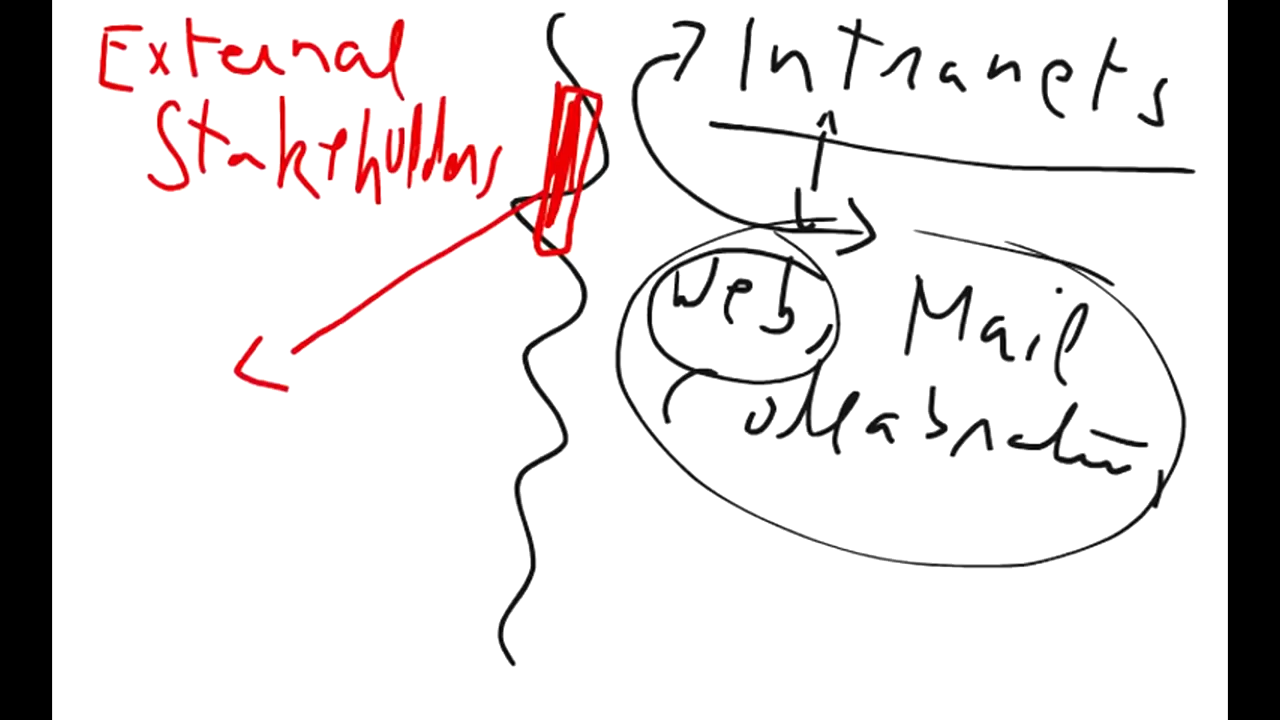 External
Stakeholders
Intranets
Web, Mail
Collaboration